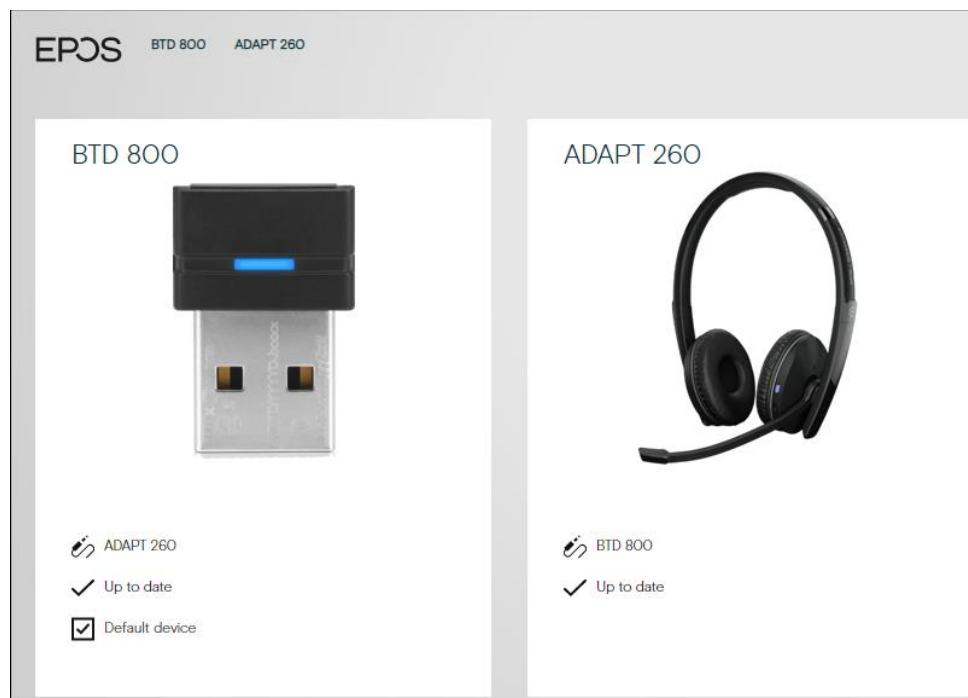 EPOS
BTD 800
ADAPT 260
BTD 800
ADAPT 260
Up to date
Default device
ADAPT 260
BTD 800
Up to date